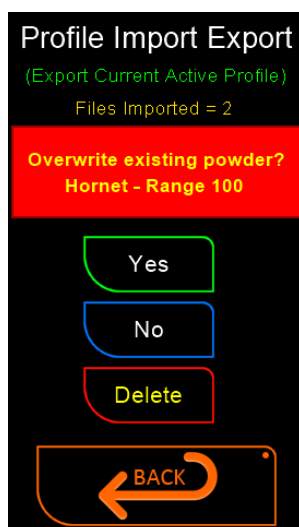 Profile Import Export
(Export Current Active Profile)
Files Imported = 2
Overwrite existing powder?
Hornet - Range 100
Yes
No
Delete
BACK